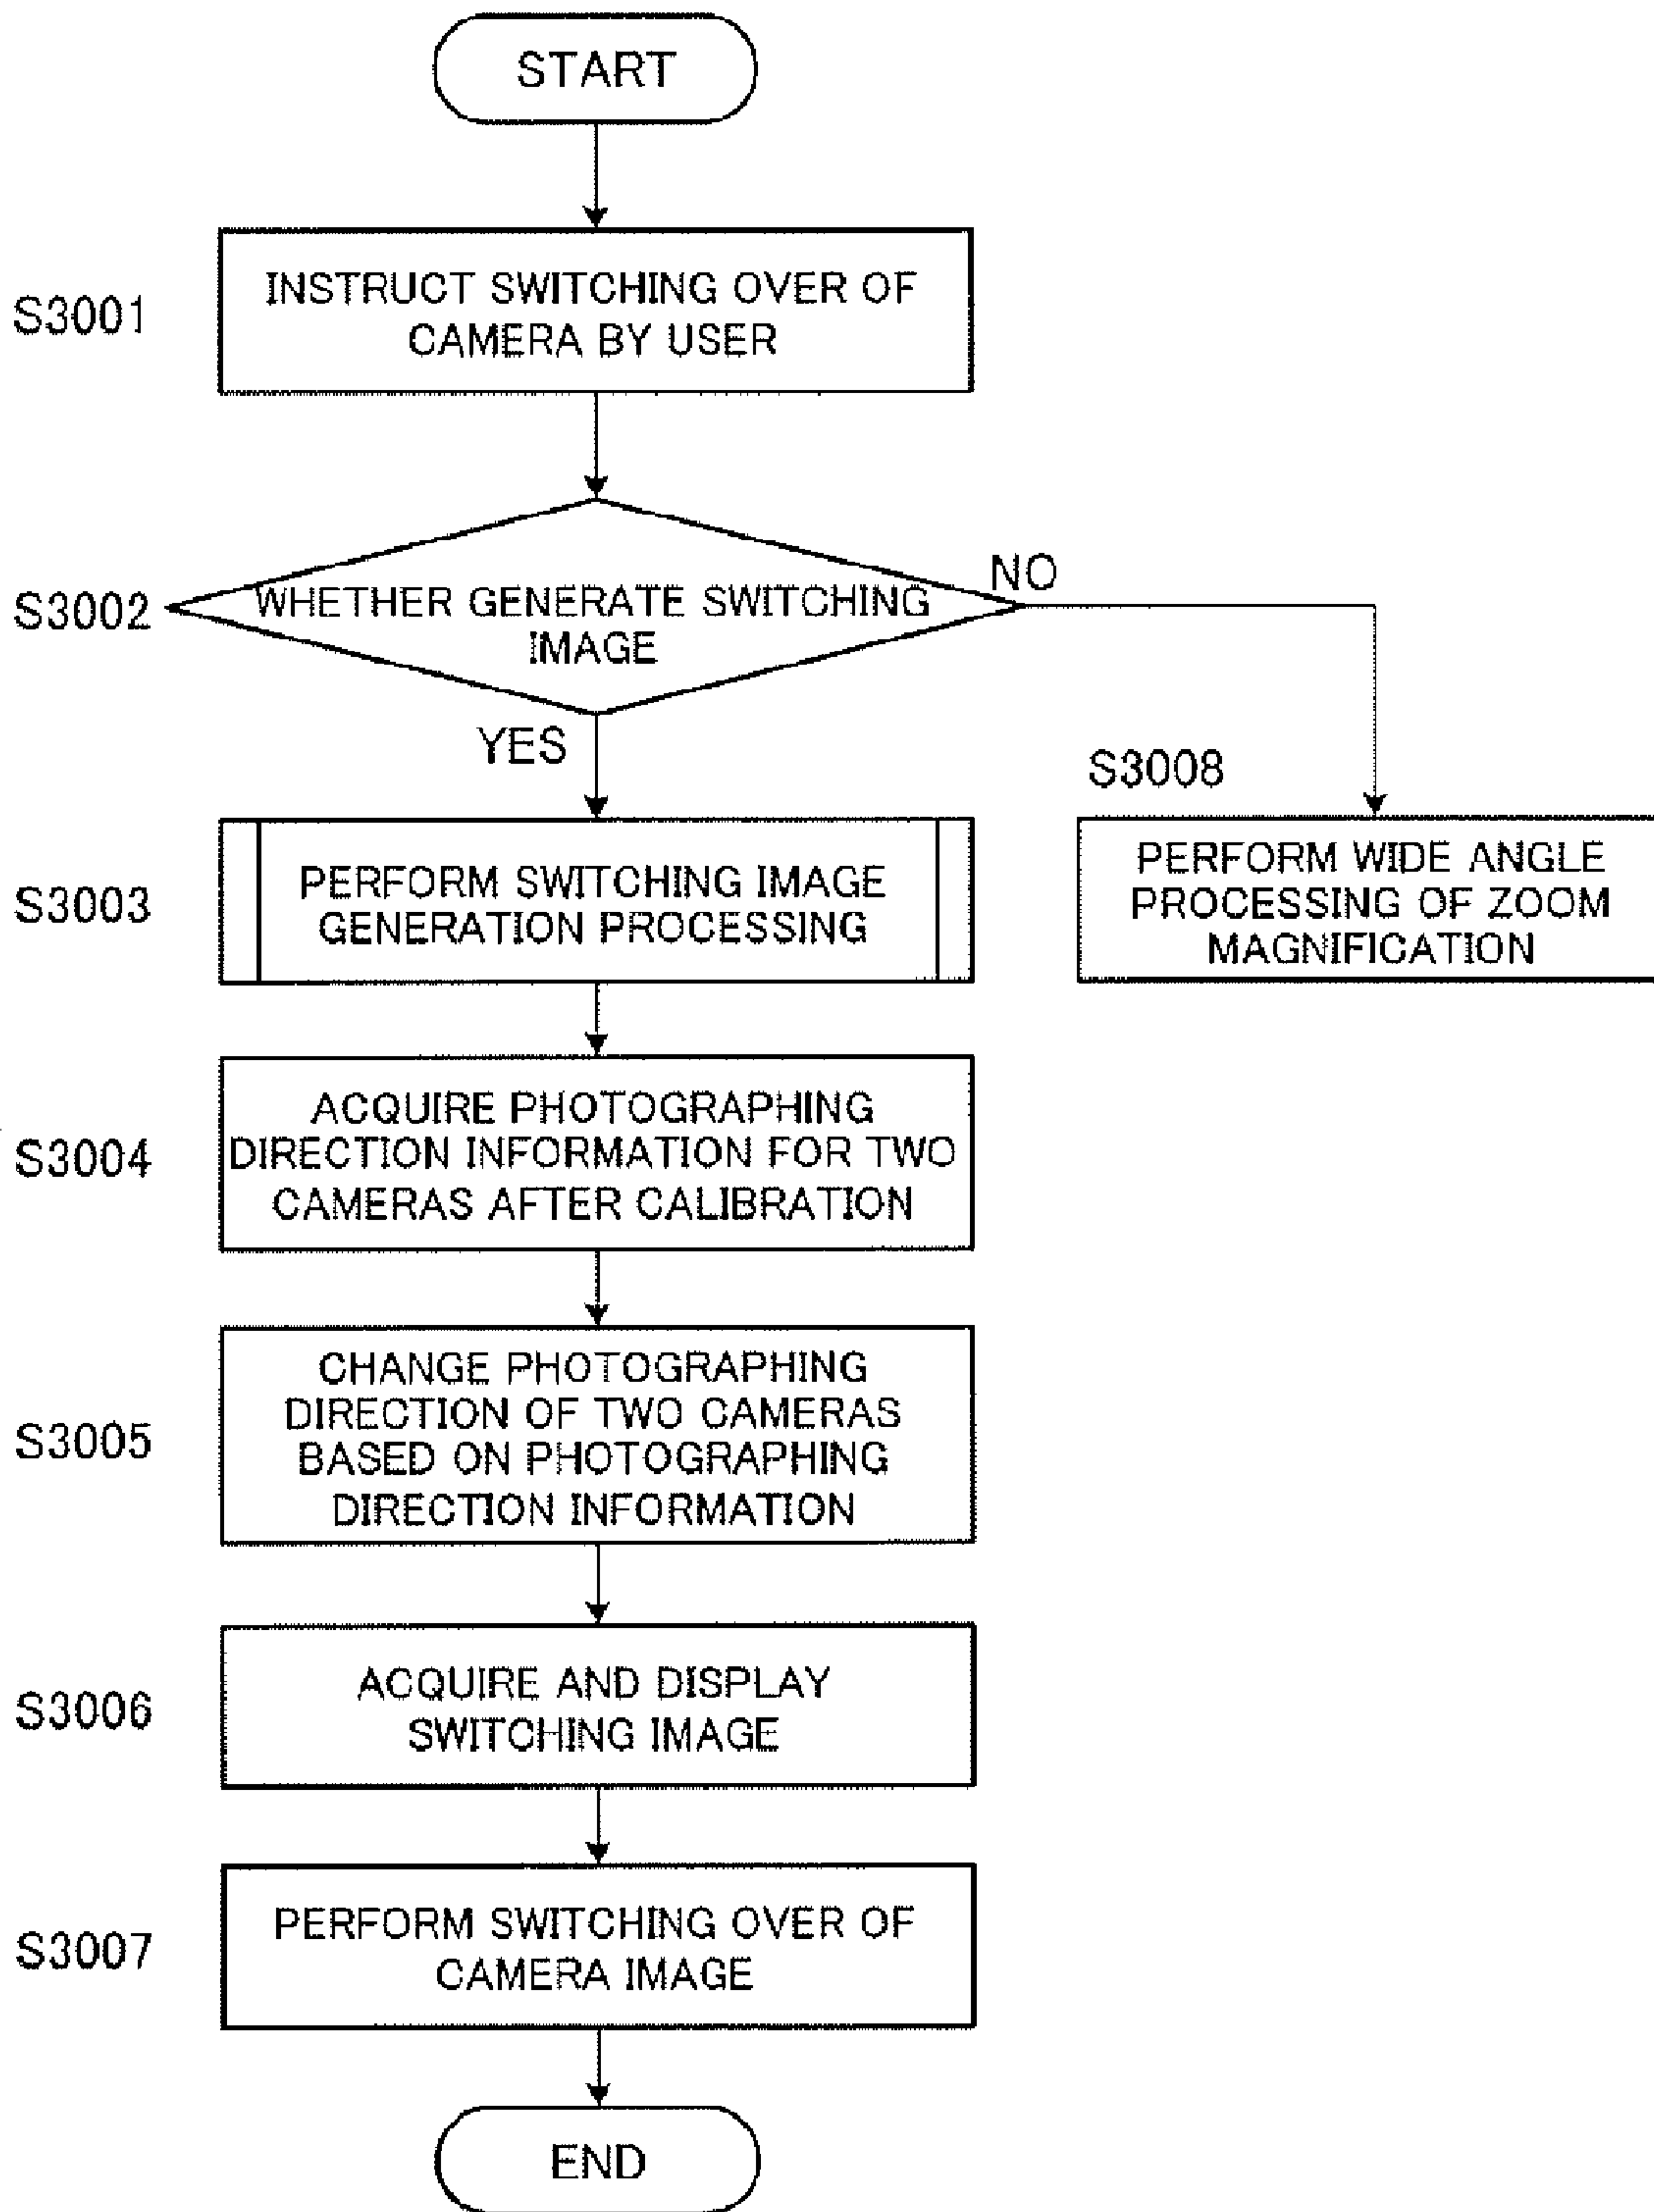 START
S3001
INSTRUCT SWITCHING OVER OF
CAMERA BY USER
S3002
WHETHER GENERATE SWITCHING
IMAGE
NO
YES
S3003
PERFORM SWITCHING IMAGE
GENERATION PROCESSING
S3008
PERFORM WIDE ANGLE
PROCESSING OF ZOOM
MAGNIFICATION
S3004
ACQUIRE PHOTOGRAPHING
DIRECTION INFORMATION FOR TWO
CAMERAS AFTER CALIBRATION
S3005
CHANGE PHOTOGRAPHING
DIRECTION OF TWO CAMERAS
BASED ON PHOTOGRAPHING
DIRECTION INFORMATION
S3006
ACQUIRE AND DISPLAY
SWITCHING IMAGE
S3007
PERFORM SWITCHING OVER OF
CAMERA IMAGE
END